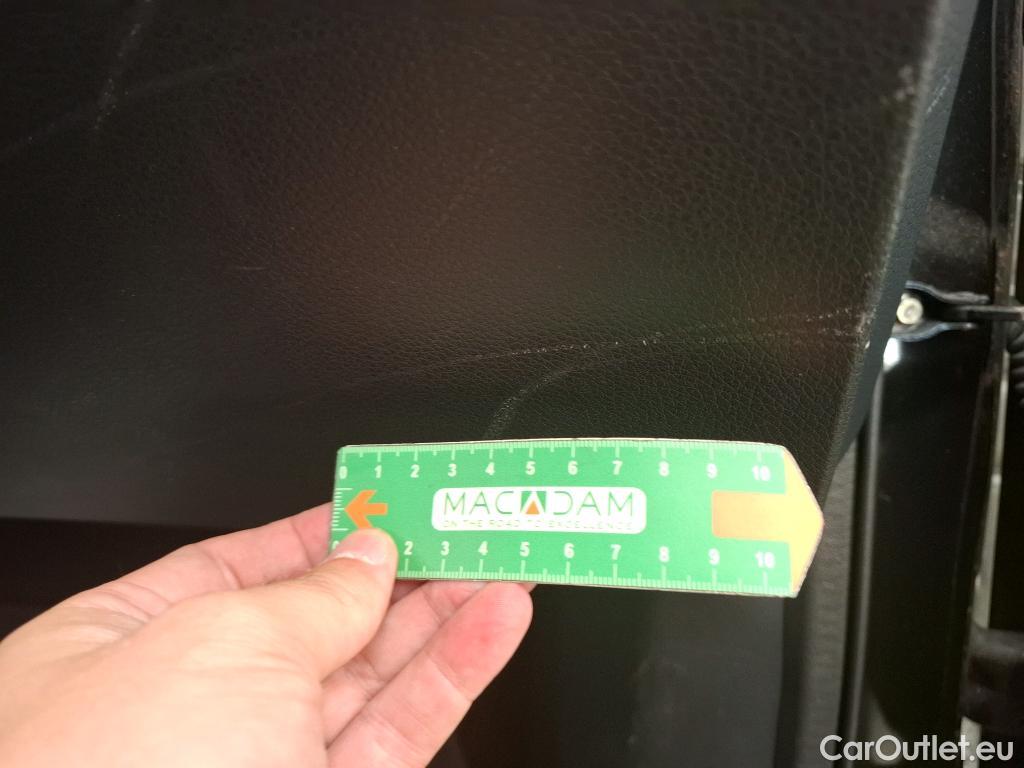 0 1 2 3 4 5 6 7 8 9 10
MACADAM
ON THE ROAD TO EXCELLENCE
2 3 4 5 6 7 8 9 10
CarOutlet.eu